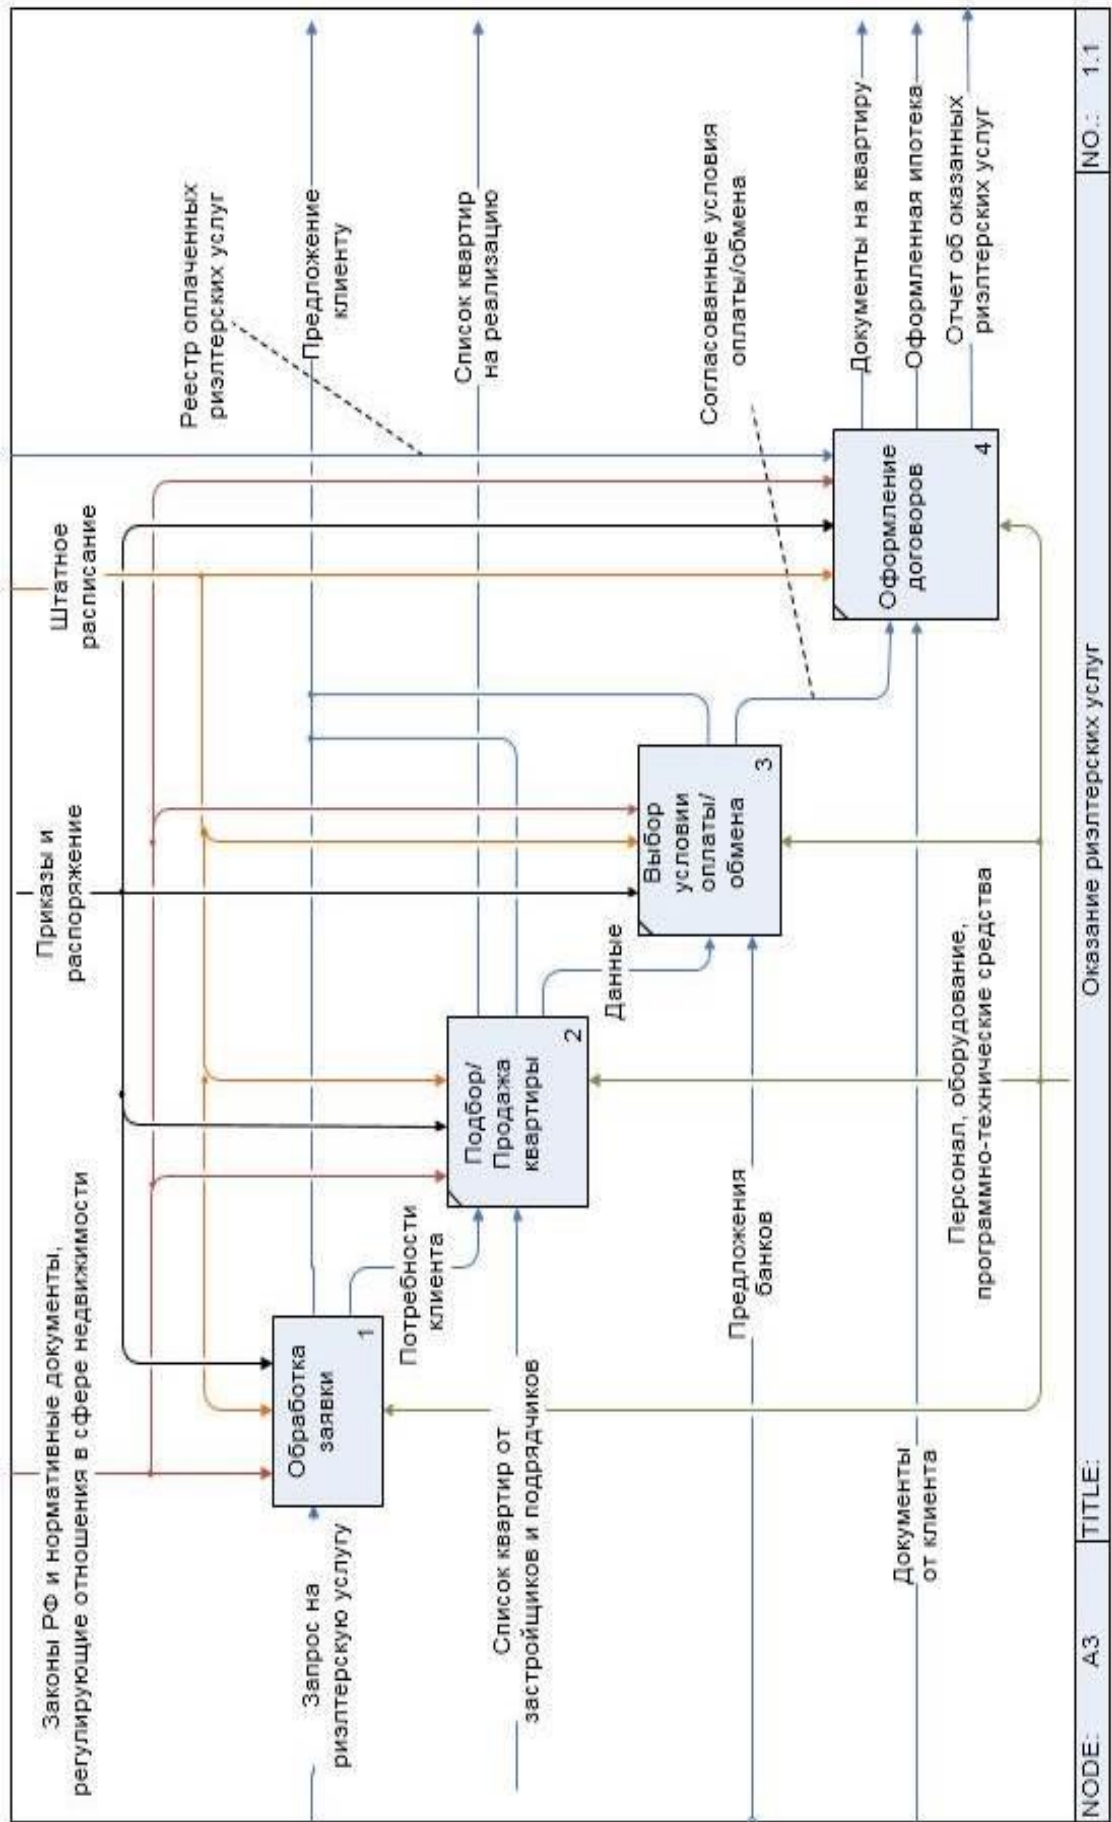 Законы РФ и нормативные документы,
регулирующие отношения в сфере недвижимости
Приказы и
распоряжение
Штатное
расписание
Реестр оплаченных
риэлтерских услуг
Запрос на
риэлтерскую услугу
Обработка
заявки
1
Предложение
клиенту
Потребности
клиента
Список квартир от
застройщиков и подрядчиков
Подбор/
Продажа
квартиры
2
Список квартир
на реализацию
Данные
Предложения
банков
Выбор
условии
оплаты/
обмена
3
Согласованные условия
оплаты/обмена
Документы
от клиента
Оформление
договоров
4
Документы на квартиру
Оформленная ипотека
Отчет об оказанных
риэлтерских услуг
Персонал, оборудование,
программно-технические средства
NODE: A3 TITLE: Оказание риэлтерских услуг NO.: 1.1